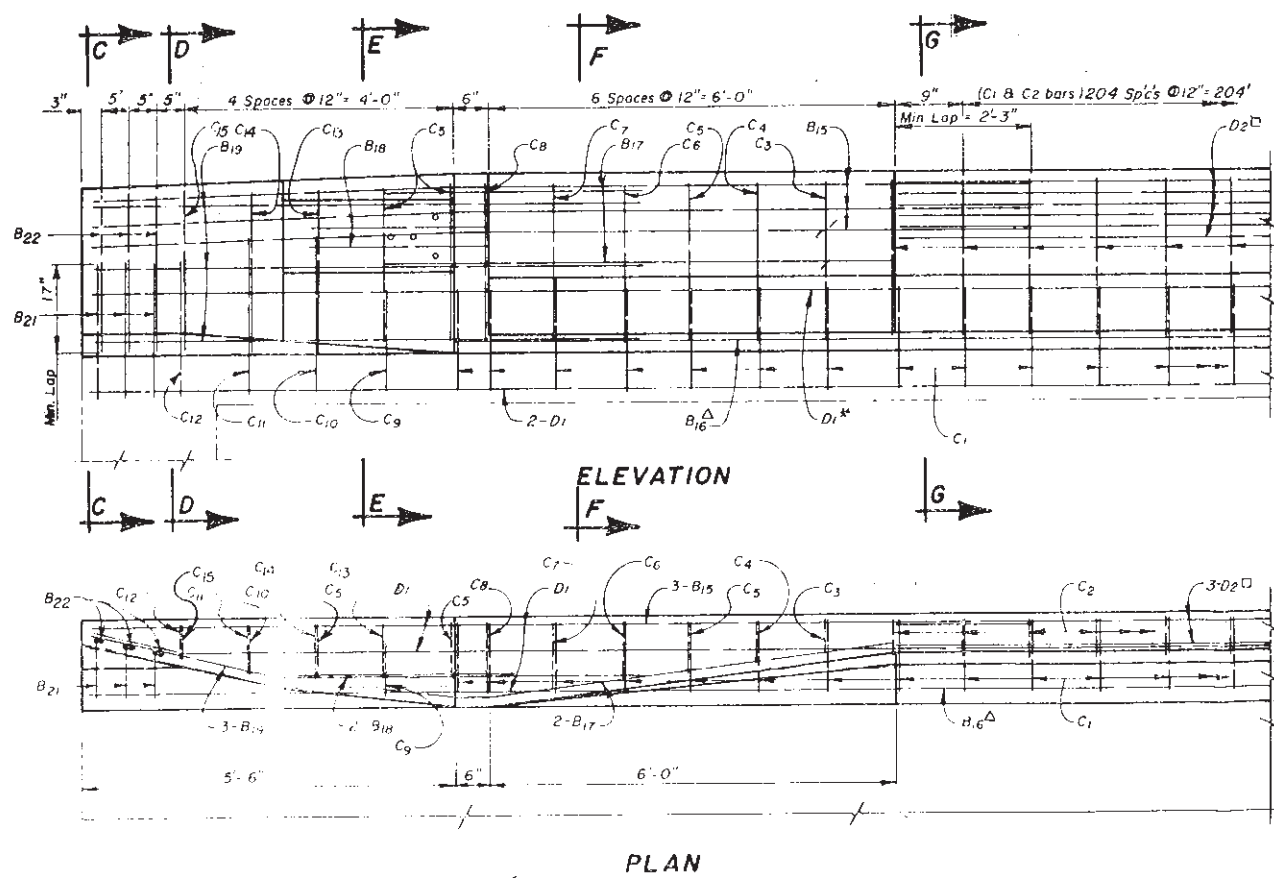 C D E F G
3" 5' 5" 5" 4 Spaces @ 12" = 4'-0" 6" 6 Spaces @ 12" = 6'-0" 9" (C1 & C2 bars) 204 Sp'c's @ 12" = 204'
Min Lap = 2'-3"
C15 C14 C13 C5 C7 C5 C4 B15 D2□
B19 B18 C8 B17 C6 C3
B22
17"
B21
Min. Lap
C12 C11 C10 C9 2-D1 B16△ D1** C1
ELEVATION
C D E F G
C15 C14 C13 C7 C6 C4
B22 C12 C11 C10 C5 D1 C5 C8 D1 3-B15 C5 C3 C2 3-D2□
B21
3-B19 2-B18 C9 2-B17 B16△ C1
5'-6" 6" 6'-0"
PLAN